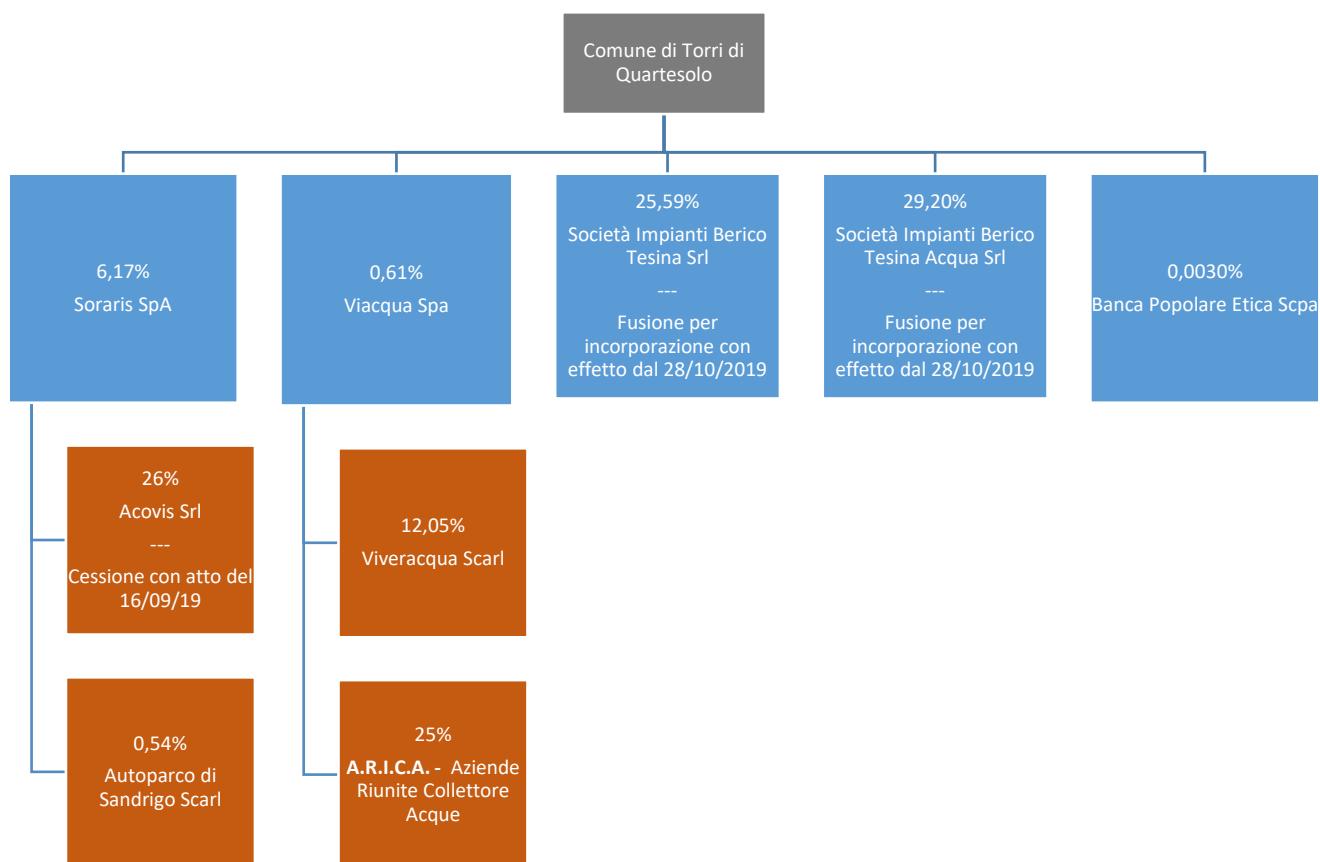 Comune di Torri di
Quartesolo
6,17%
Soraris SpA
0,61%
Viacqua Spa
25,59%
Società Impianti Berico
Tesina Srl
---
Fusione per
incorporazione con
effetto dal 28/10/2019
29,20%
Società Impianti Berico
Tesina Acqua Srl
---
Fusione per
incorporazione con
effetto dal 28/10/2019
0,0030%
Banca Popolare Etica Scpa
26%
Acovis Srl
---
Cessione con atto del
16/09/19
12,05%
Viveracqua Scarl
0,54%
Autoparco di
Sandrigo Scarl
25%
A.R.I.C.A. - Aziende
Riunite Collettore
Acque